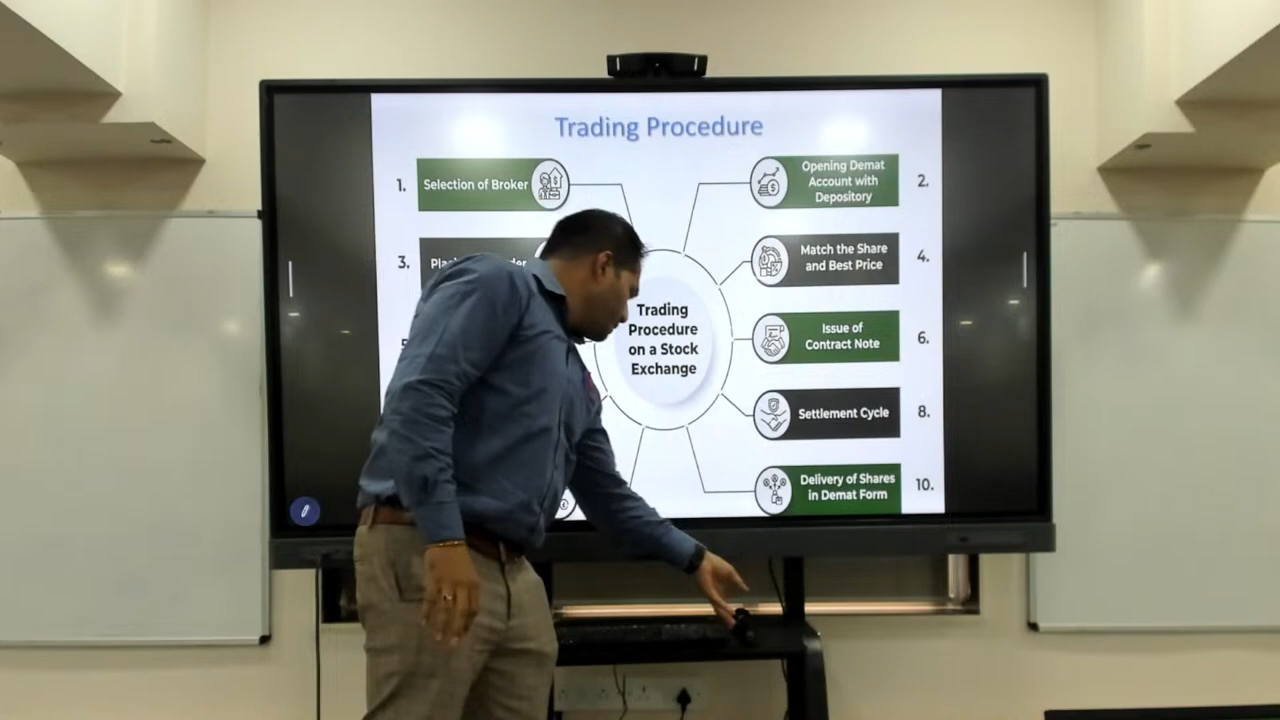 Trading Procedure
1.
Selection of Broker
Opening Demat
Account with
Depository
2.
3.
Match the Share
and Best Price
4.
Trading
Procedure
on a Stock
Exchange
Issue of
Contract Note
6.
Settlement Cycle
8.
Delivery of Shares
in Demat Form
10.